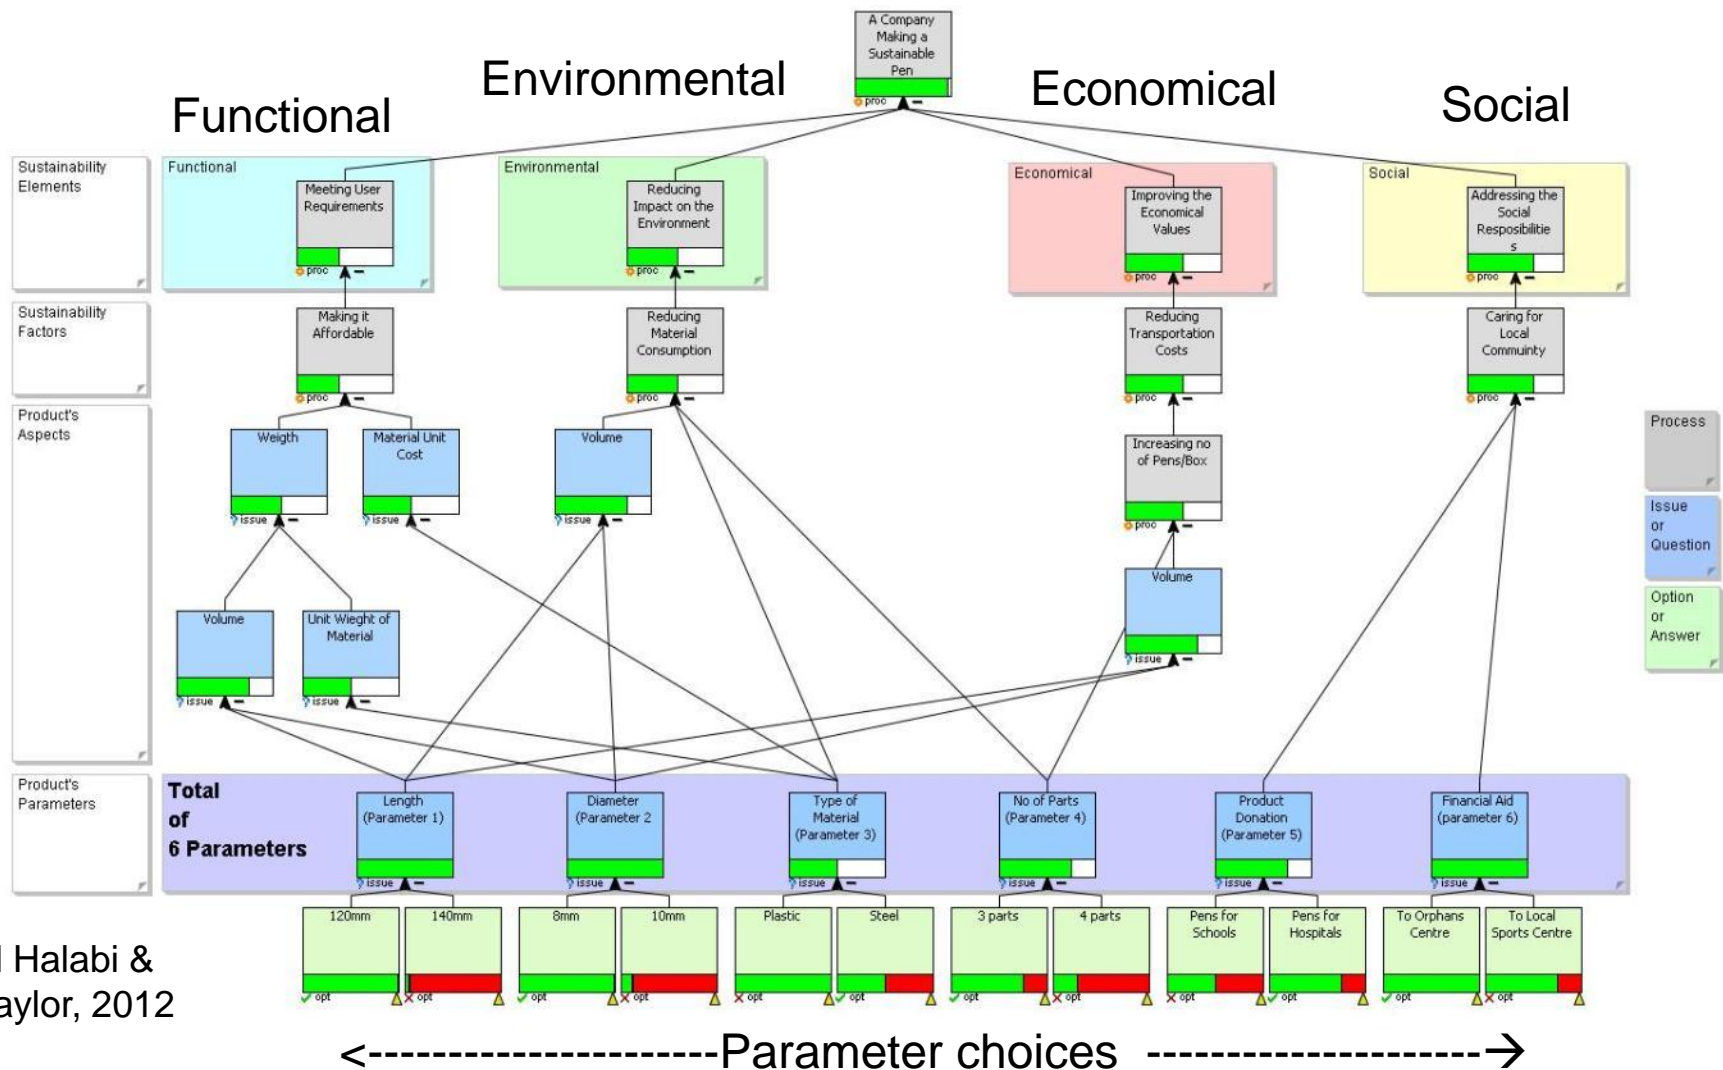 A Company
Making a
Sustainable
Pen
proc
Functional
Environmental
Economical
Social
Sustainability
Elements
Functional
Meeting User
Requirements
proc
Environmental
Reducing
Impact on the
Environment
proc
Economical
Improving the
Economical
Values
proc
Social
Addressing the
Social
Resposibilitie
s
proc
Sustainability
Factors
Making it
Affordable
proc
Reducing
Material
Consumption
proc
Reducing
Transportation
Costs
proc
Caring for
Local
Commuinty
proc
Product's
Aspects
Weigth
? issue
Material Unit
Cost
? issue
Volume
? issue
Increasing no
of Pens/Box
proc
Volume
? issue
Volume
? issue
Unit Wieght of
Material
? issue
Process
Issue
or
Question
Option
or
Answer
Product's
Parameters
Total
of
6 Parameters
Length
(Parameter 1)
? issue
Diameter
(Parameter 2
? issue
Type of
Material
(Parameter 3)
? issue
No of Parts
(Parameter 4)
? issue
Product
Donation
(Parameter 5)
? issue
Financial Aid
(parameter 6)
? issue
120mm
opt
140mm
opt
8mm
opt
10mm
opt
Plastic
opt
Steel
opt
3 parts
opt
4 parts
opt
Pens for
Schools
opt
Pens for
Hospitals
opt
To Orphans
Centre
opt
To Local
Sports Centre
opt
Halabi &
aylor, 2012
<----------------------Parameter choices ---------------------→